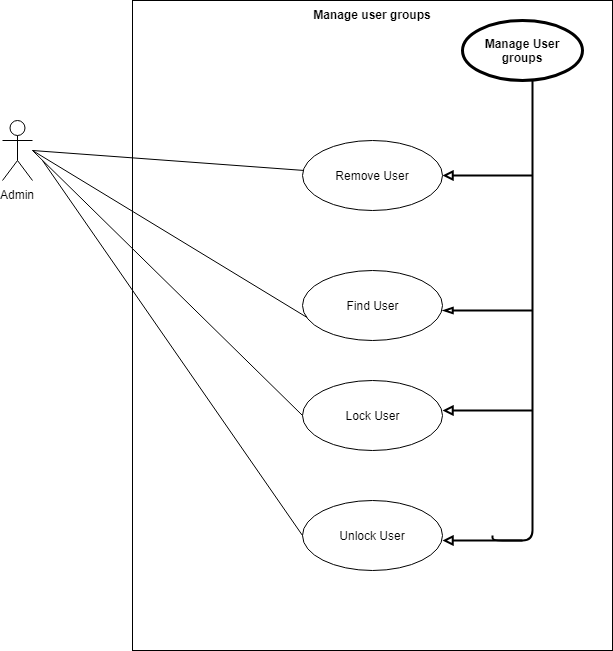 Manage user groups
Manage User
groups
Admin
Remove User
Find User
Lock User
Unlock User